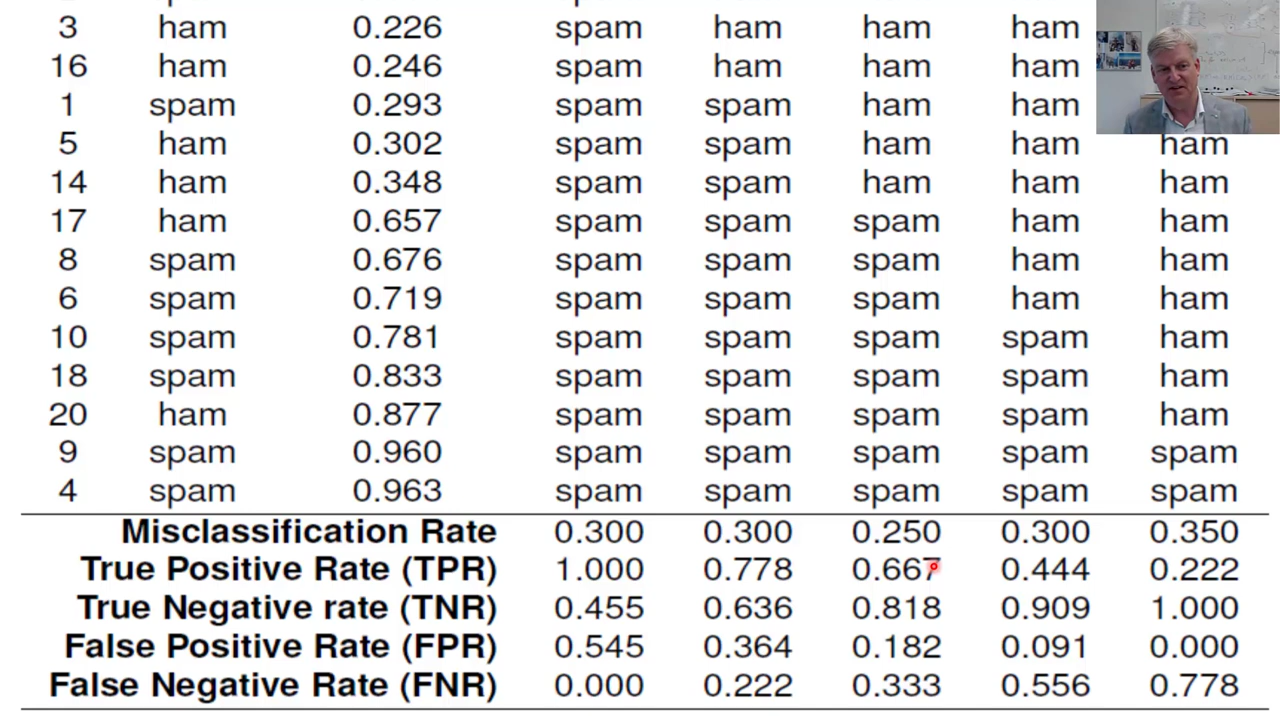 3 ham 0.226 spam ham ham ham
16 ham 0.246 spam ham ham ham
1 spam 0.293 spam spam ham ham
5 ham 0.302 spam spam ham ham ham
14 ham 0.348 spam spam ham ham ham
17 ham 0.657 spam spam spam ham ham
8 spam 0.676 spam spam spam ham ham
6 spam 0.719 spam spam spam ham ham
10 spam 0.781 spam spam spam spam ham
18 spam 0.833 spam spam spam spam ham
20 ham 0.877 spam spam spam spam ham
9 spam 0.960 spam spam spam spam spam
4 spam 0.963 spam spam spam spam spam
Misclassification Rate 0.300 0.300 0.250 0.300 0.350
True Positive Rate (TPR) 1.000 0.778 0.667 0.444 0.222
True Negative rate (TNR) 0.455 0.636 0.818 0.909 1.000
False Positive Rate (FPR) 0.545 0.364 0.182 0.091 0.000
False Negative Rate (FNR) 0.000 0.222 0.333 0.556 0.778